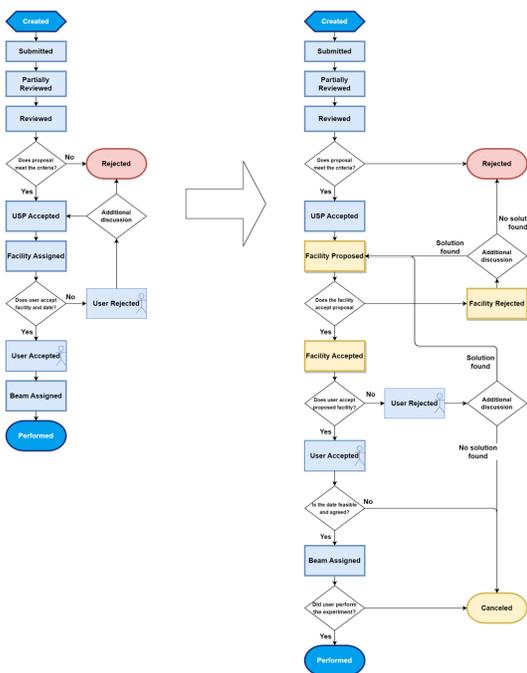 Created
Submitted
Partially
Reviewed
Reviewed
Does proposal
meet the criteria?
No
Rejected
Yes
USP Accepted
Additional
discussion
Facility Assigned
Does user accept
facility and date?
No
User Rejected
Yes
User Accepted
Beam Assigned
Performed
Created
Submitted
Partially
Reviewed
Reviewed
Does proposal
meet the criteria?
Rejected
Yes
USP Accepted
No solution
found
Solution
found
Facility Proposed
Additional
discussion
Does the facility
accept proposal
Facility Rejected
Yes
Facility Accepted
Solution
found
Does user accept
proposed facility?
No
User Rejected
Additional
discussion
Yes
User Accepted
No solution
found
Is the date feasible
and agreed?
No
Yes
Beam Assigned
Did user perform
the experiment?
Canceled
Yes
Performed